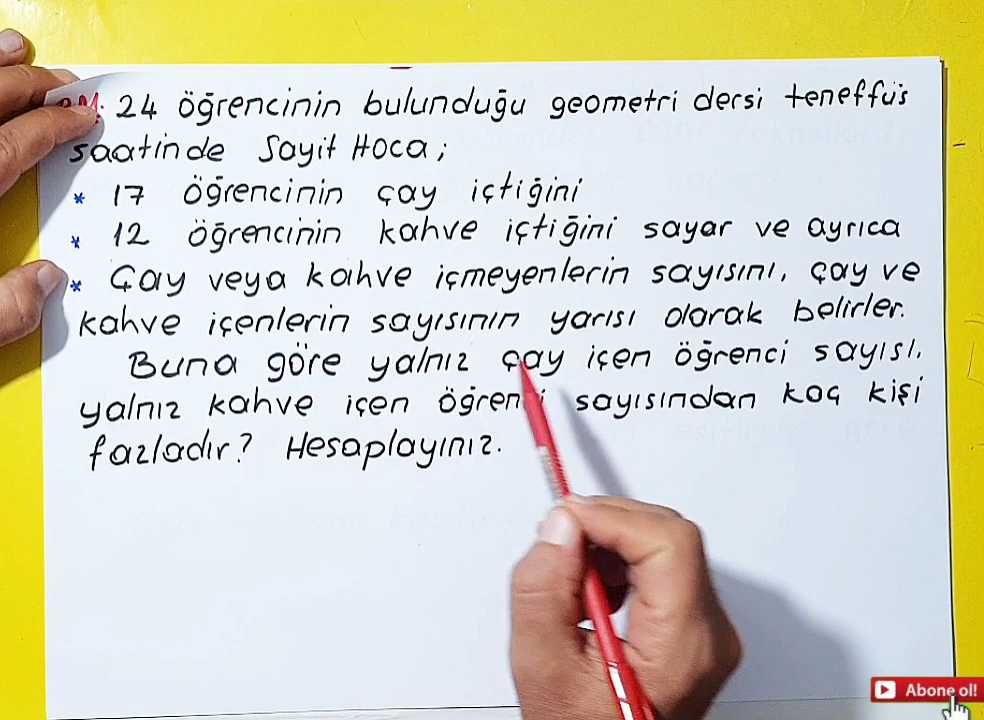 24 öğrencinin bulunduğu geometri dersi teneffüs
saatinde Sayit Hoca;
* 17 öğrencinin çay içtiğini
* 12 öğrencinin kahve içtiğini sayar ve ayrıca
* Çay veya kahve içmeyenlerin sayısını, çay ve
kahve içenlerin sayısının yarısı olarak belirler.
Buna göre yalnız çay içen öğrenci sayısı,
yalnız kahve içen öğren sayısından kaç kişi
fazladır? Hesaplayınız.
Abone ol!